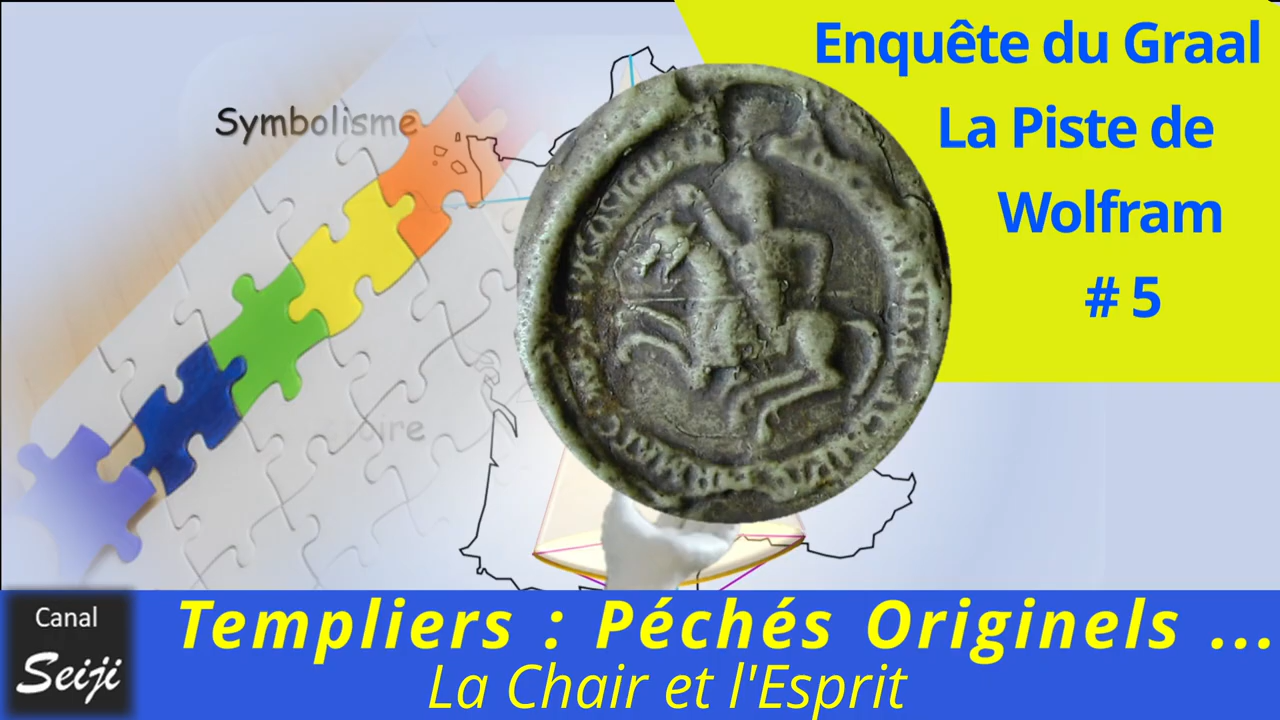 Enquête du Graal
La Piste de
Wolfram
# 5
Symbolisme
Templiers : Péchés Originels ...
La Chair et l'Esprit
Canal
Seiji